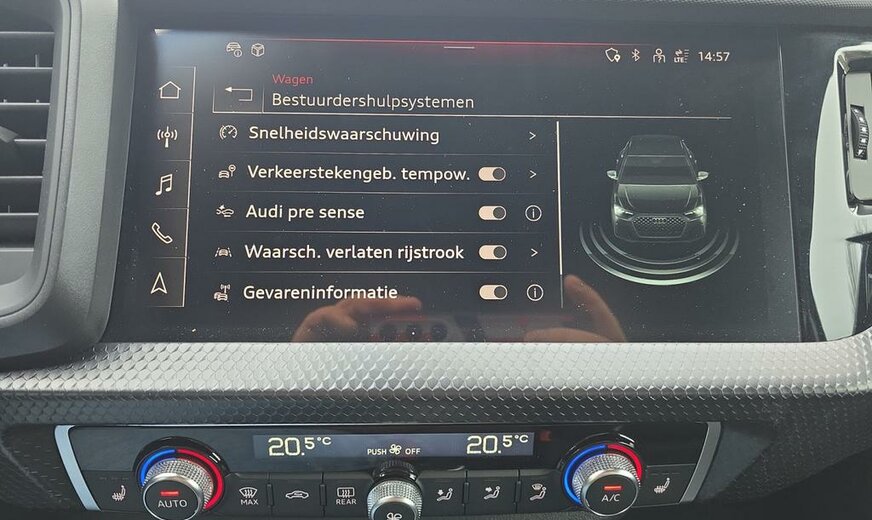 LTE 14:57
Wagen
Bestuurdershulpsystemen
Snelheidswaarschuwing
Verkeerstekengeb. tempow.
Audi pre sense
Waarsch. verlaten rijstrook
Gevareninformatie
20.5°C PUSH OFF 20.5°C
AUTO MAX REAR A/C